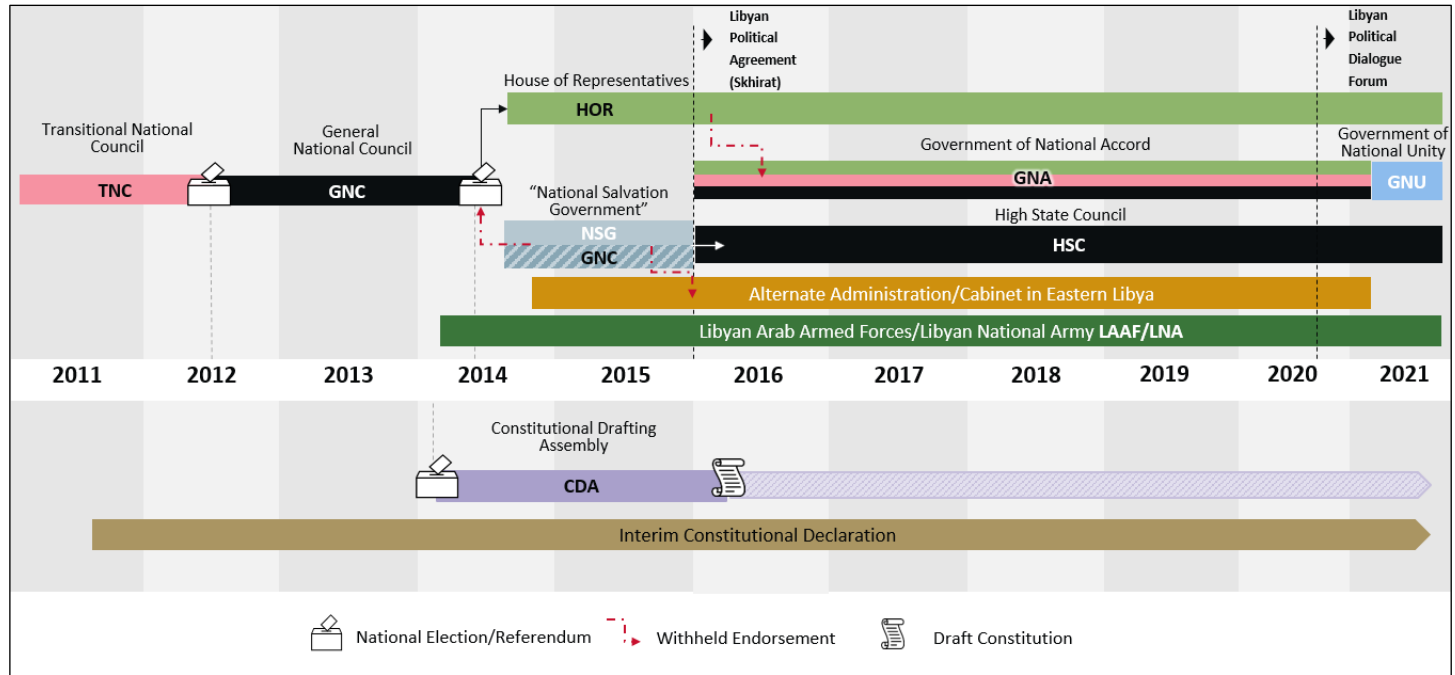 Libyan
Political
Agreement
(Skhirat)
Libyan
Political
Dialogue
Forum
House of Representatives
HOR
Transitional National
Council
General
National Council
Government of National Accord
Government of
National Unity
TNC
GNC
GNA
GNU
“National Salvation
Government”
NSG
GNC
High State Council
HSC
Alternate Administration/Cabinet in Eastern Libya
Libyan Arab Armed Forces/Libyan National Army LAAF/LNA
2011 2012 2013 2014 2015 2016 2017 2018 2019 2020 2021
Constitutional Drafting
Assembly
CDA
Interim Constitutional Declaration
National Election/Referendum
Withheld Endorsement
Draft Constitution